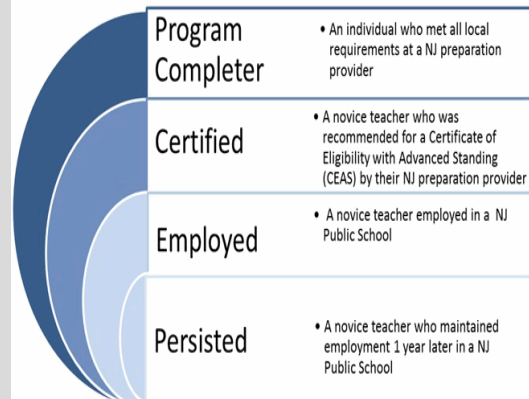 Program
Completer
• An individual who met all local
requirements at a NJ preparation
provider
Certified
• A novice teacher who was
recommended for a Certificate of
Eligibility with Advanced Standing
(CEAS) by their NJ preparation provider
Employed
• A novice teacher employed in a NJ
Public School
Persisted
• A novice teacher who maintained
employment 1 year later in a NJ
Public School